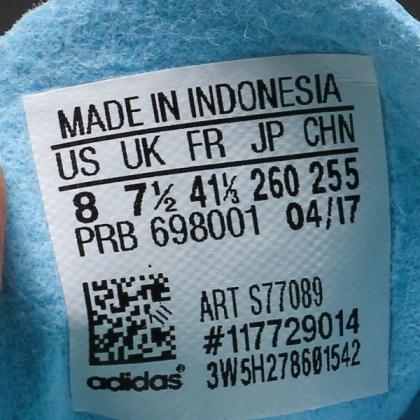 MADE IN INDONESIA
US UK FR JP CHN
8 7½ 41⅓ 260 255
PRB 698001 04/17
ART S77089
#117729014
3W5H278601542
adidas®